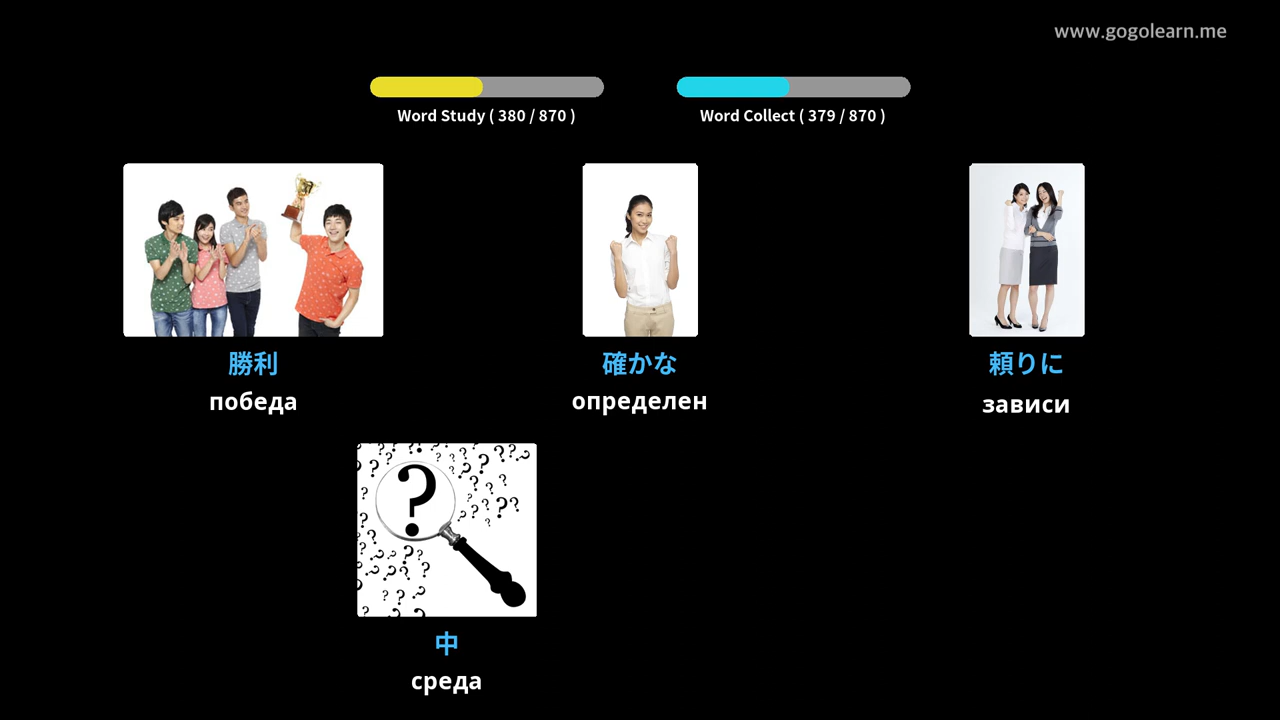 www.gogolearn.me
Word Study ( 380 / 870 )
Word Collect ( 379 / 870 )
勝利
победа
確かな
определен
頼りに
зависи
中
среда